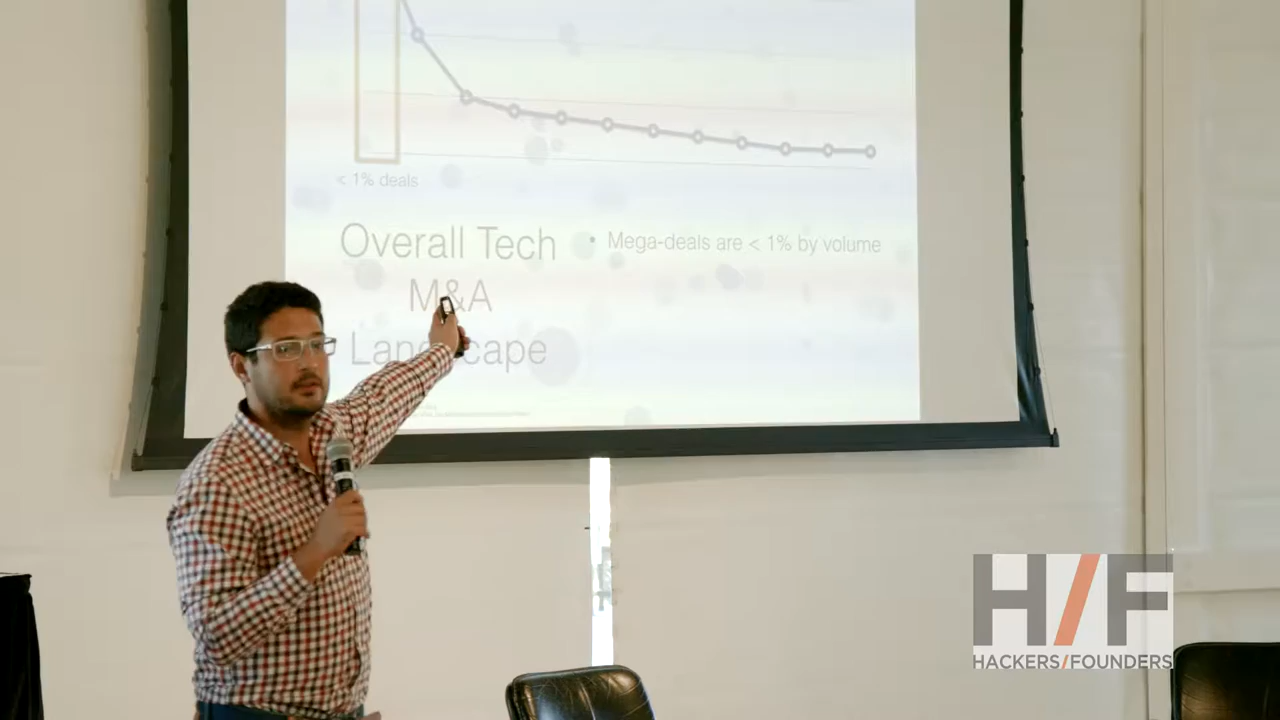 < 1% deals
Overall Tech
M&A
Landscape
• Mega-deals are < 1% by volume
H/F
HACKERS/FOUNDERS